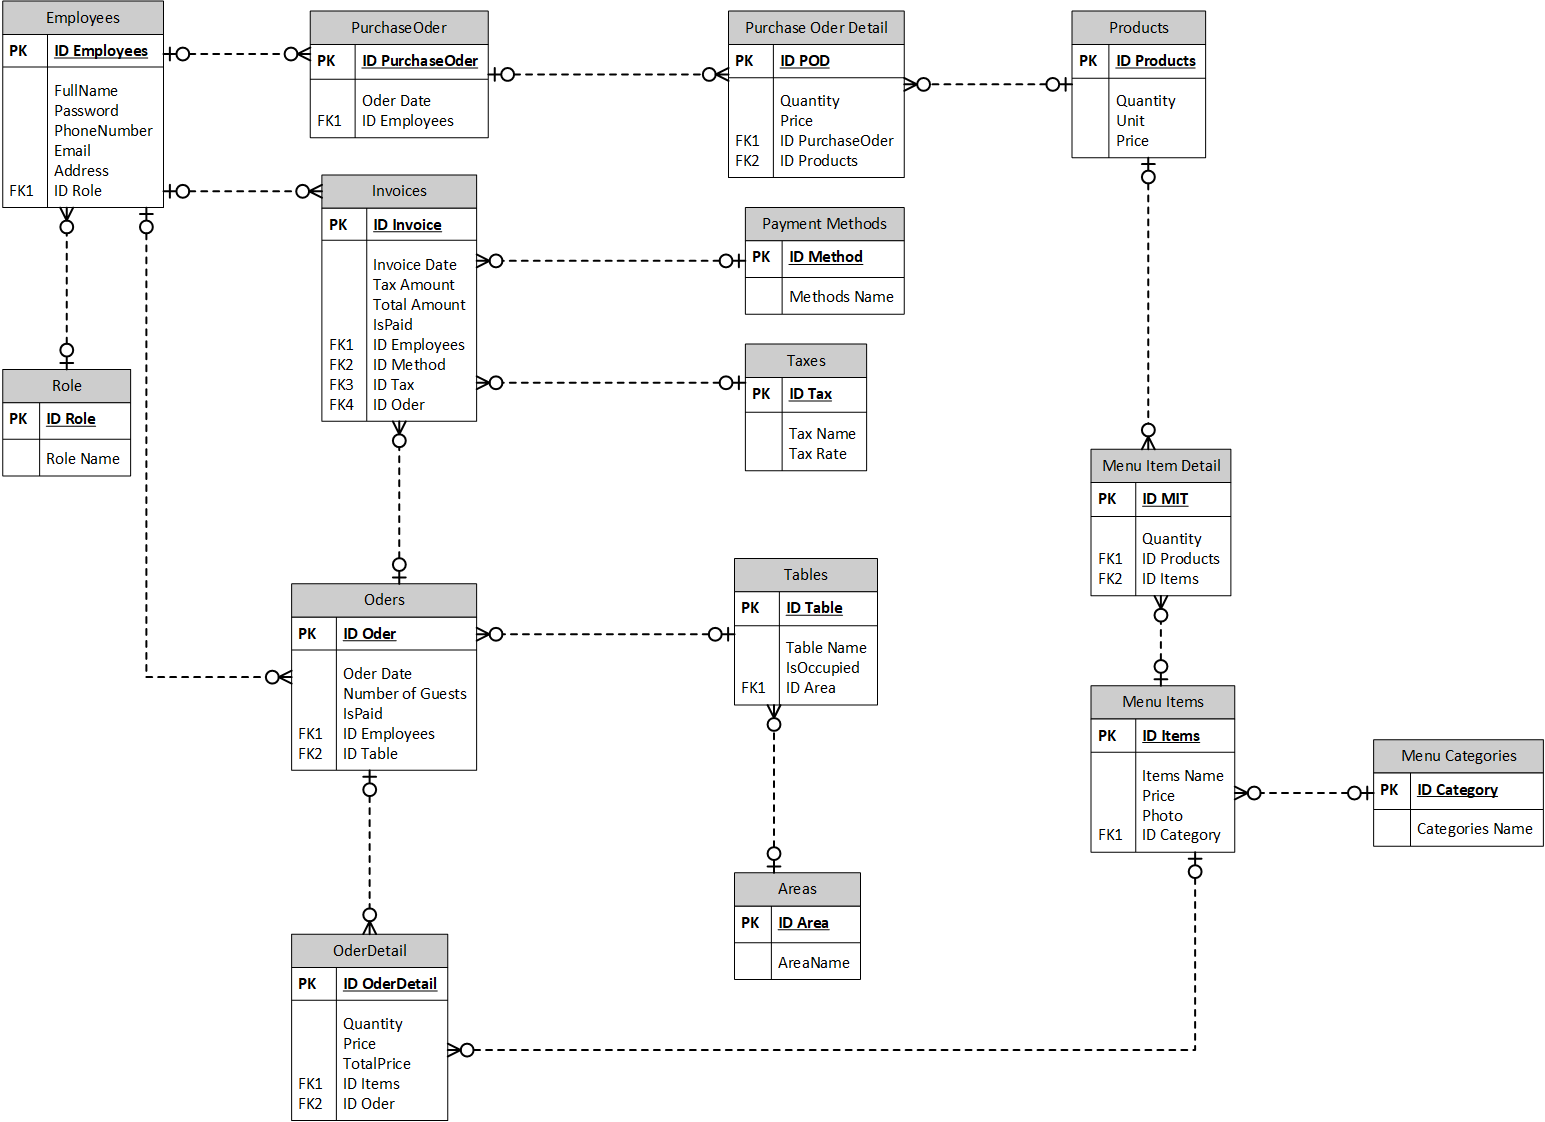 Employees
PK ID Employees
FullName
Password
PhoneNumber
Email
Address
FK1 ID Role
PurchaseOder
PK ID PurchaseOder
Oder Date
FK1 ID Employees
Purchase Oder Detail
PK ID POD
Quantity
Price
FK1 ID PurchaseOder
FK2 ID Products
Products
PK ID Products
Quantity
Unit
Price
Invoices
PK ID Invoice
Invoice Date
Tax Amount
Total Amount
IsPaid
FK1 ID Employees
FK2 ID Method
FK3 ID Tax
FK4 ID Oder
Payment Methods
PK ID Method
Methods Name
Taxes
PK ID Tax
Tax Name
Tax Rate
Role
PK ID Role
Role Name
Menu Item Detail
PK ID MIT
Quantity
FK1 ID Products
FK2 ID Items
Oders
PK ID Oder
Oder Date
Number of Guests
IsPaid
FK1 ID Employees
FK2 ID Table
Tables
PK ID Table
Table Name
IsOccupied
FK1 ID Area
Menu Items
PK ID Items
Items Name
Price
Photo
FK1 ID Category
Menu Categories
PK ID Category
Categories Name
Areas
PK ID Area
AreaName
OderDetail
PK ID OderDetail
Quantity
Price
TotalPrice
FK1 ID Items
FK2 ID Oder